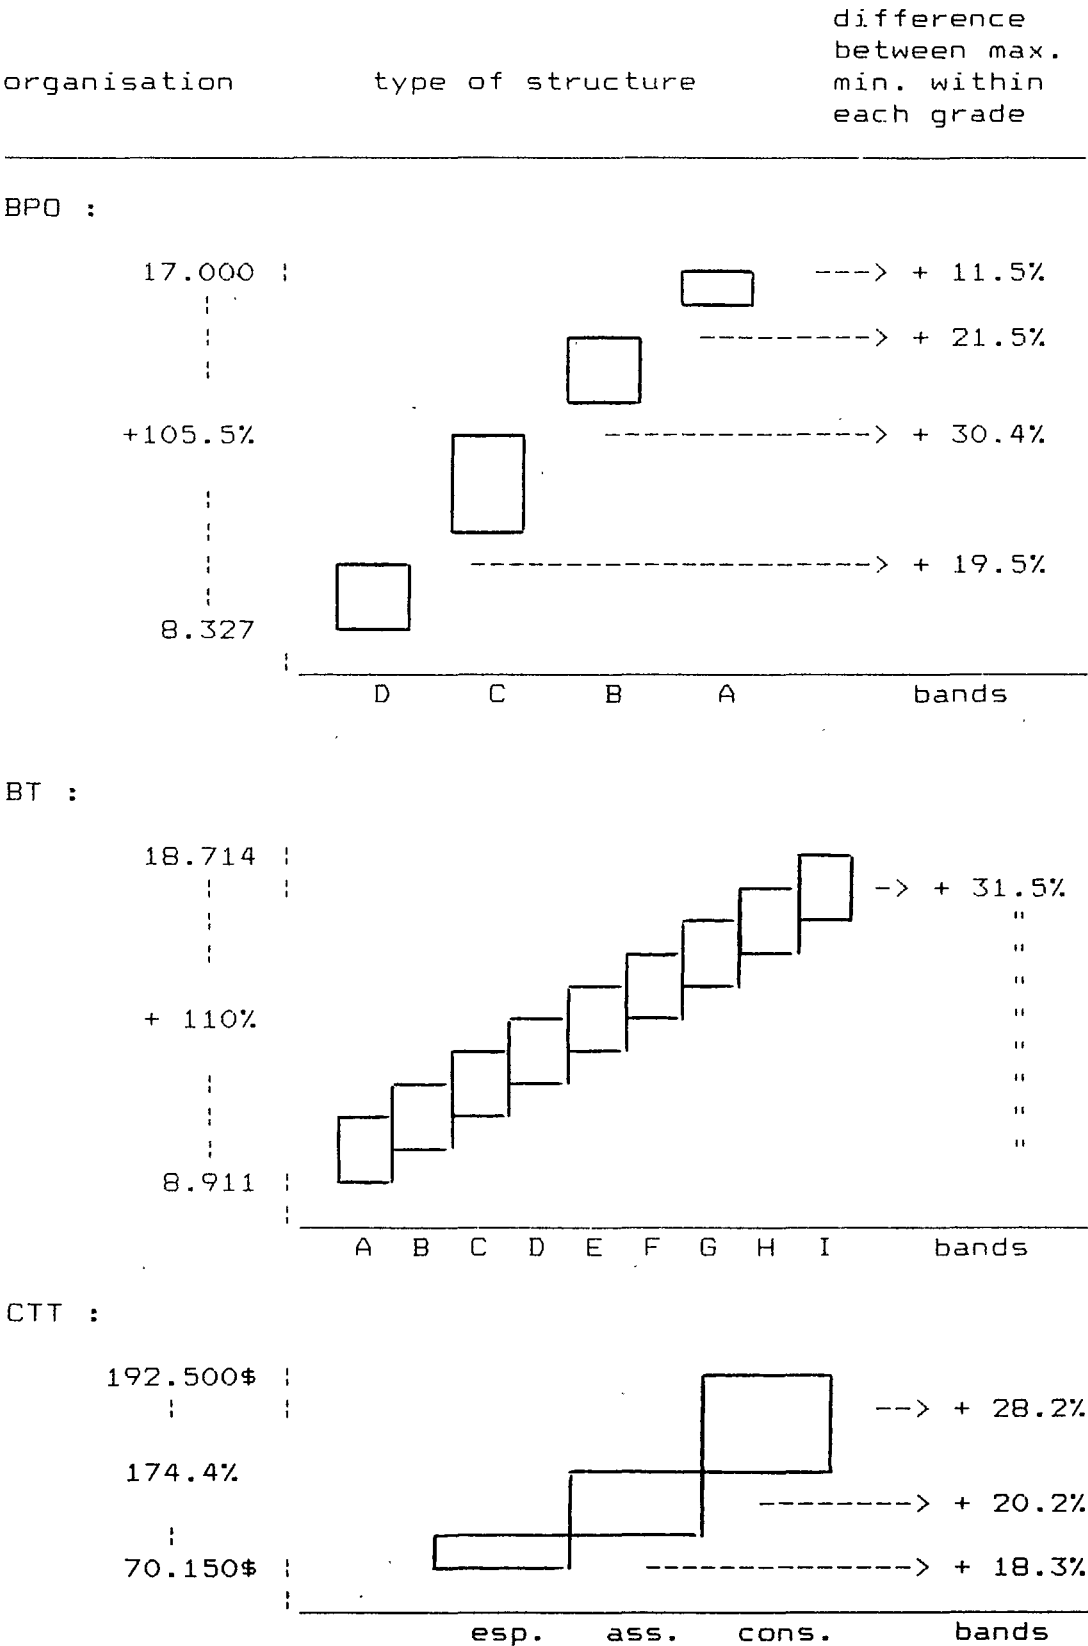 difference
between max.
organisation type of structure min. within
each grade
BPO :
17.000 ---> + 11.5%
---------> + 21.5%
+105.5% -------------> + 30.4%
-------------------> + 19.5%
8.327
D C B A bands
BT :
18.714
-> + 31.5%
"
"
"
+ 110% "
"
"
"
"
8.911
A B C D E F G H I bands
CTT :
192.500$
--> + 28.2%
174.4%
--------> + 20.2%
70.150$ -------------> + 18.3%
esp. ass. cons. bands